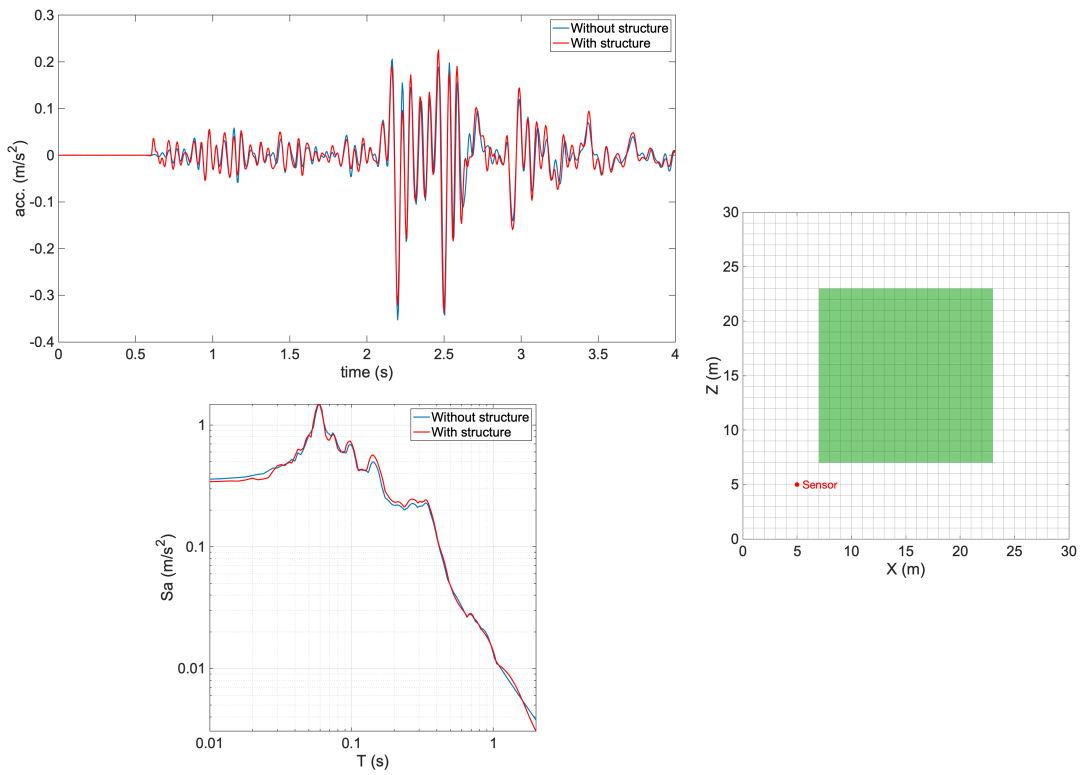 0.3
0.2
0.1
0
-0.1
-0.2
-0.3
-0.4
acc. (m/s²)
0 0.5 1 1.5 2 2.5 3 3.5 4
time (s)
Without structure
With structure
1
0.1
0.01
Sa (m/s²)
0.01 0.1 1
T (s)
Without structure
With structure
30
25
20
15
10
5
0
Z (m)
Sensor
0 5 10 15 20 25 30
X (m)